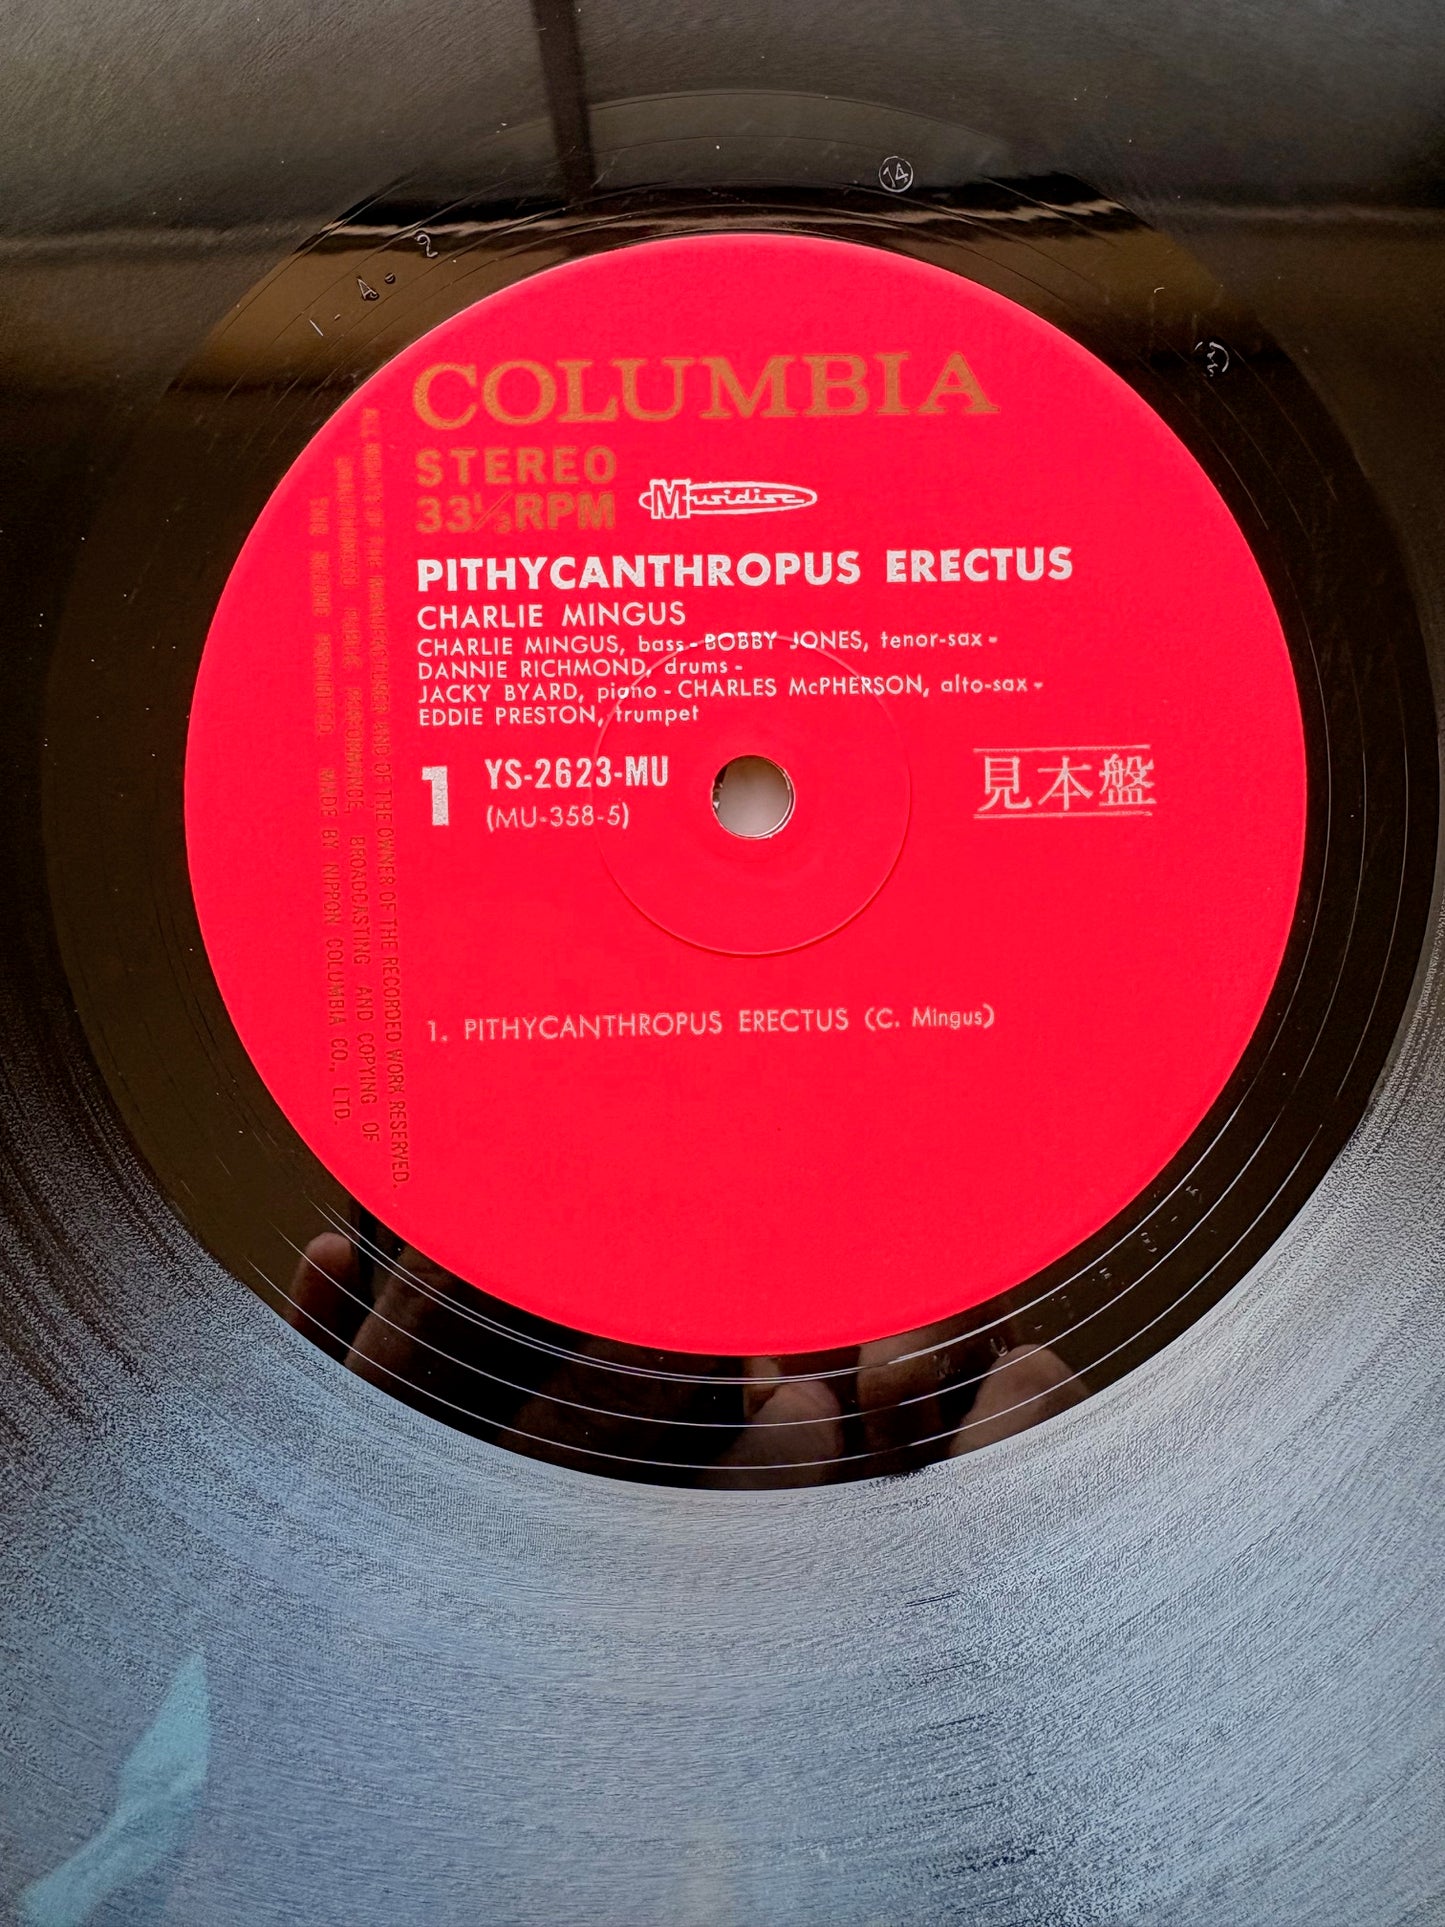 14
2
A
COLUMBIA
STEREO
33⅓RPM
Musidisc
PITHYCANTHROPUS ERECTUS
CHARLIE MINGUS
CHARLIE MINGUS, bass - BOBBY JONES, tenor-sax -
DANNIE RICHMOND, drums -
JACKY BYARD, piano - CHARLES McPHERSON, alto-sax -
EDDIE PRESTON, trumpet
1 YS-2623-MU
(MU-358-5)
見本盤
1. PITHYCANTHROPUS ERECTUS (C. Mingus)
ALL RIGHTS OF THE MANUFACTURER AND OF THE OWNER OF THE RECORDED WORK RESERVED.
UNAUTHORISED PUBLIC PERFORMANCE, BROADCASTING AND COPYING OF
THIS RECORD PROHIBITED. MADE BY NIPPON COLUMBIA CO., LTD.